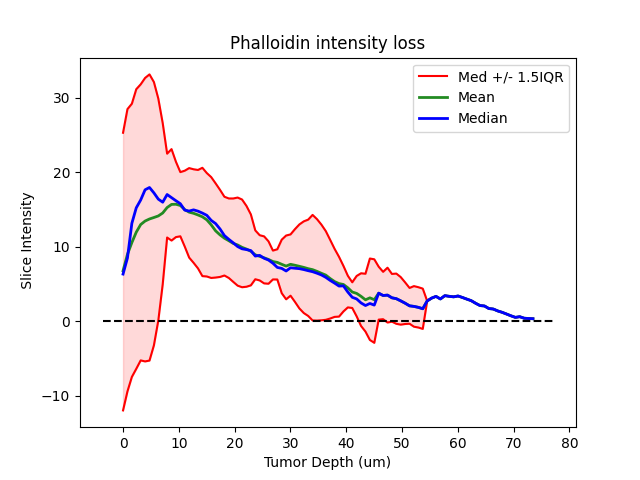 Phalloidin intensity loss
Med +/- 1.5IQR
Mean
Median
Slice Intensity
30
20
10
0
−10
0 10 20 30 40 50 60 70 80
Tumor Depth (um)